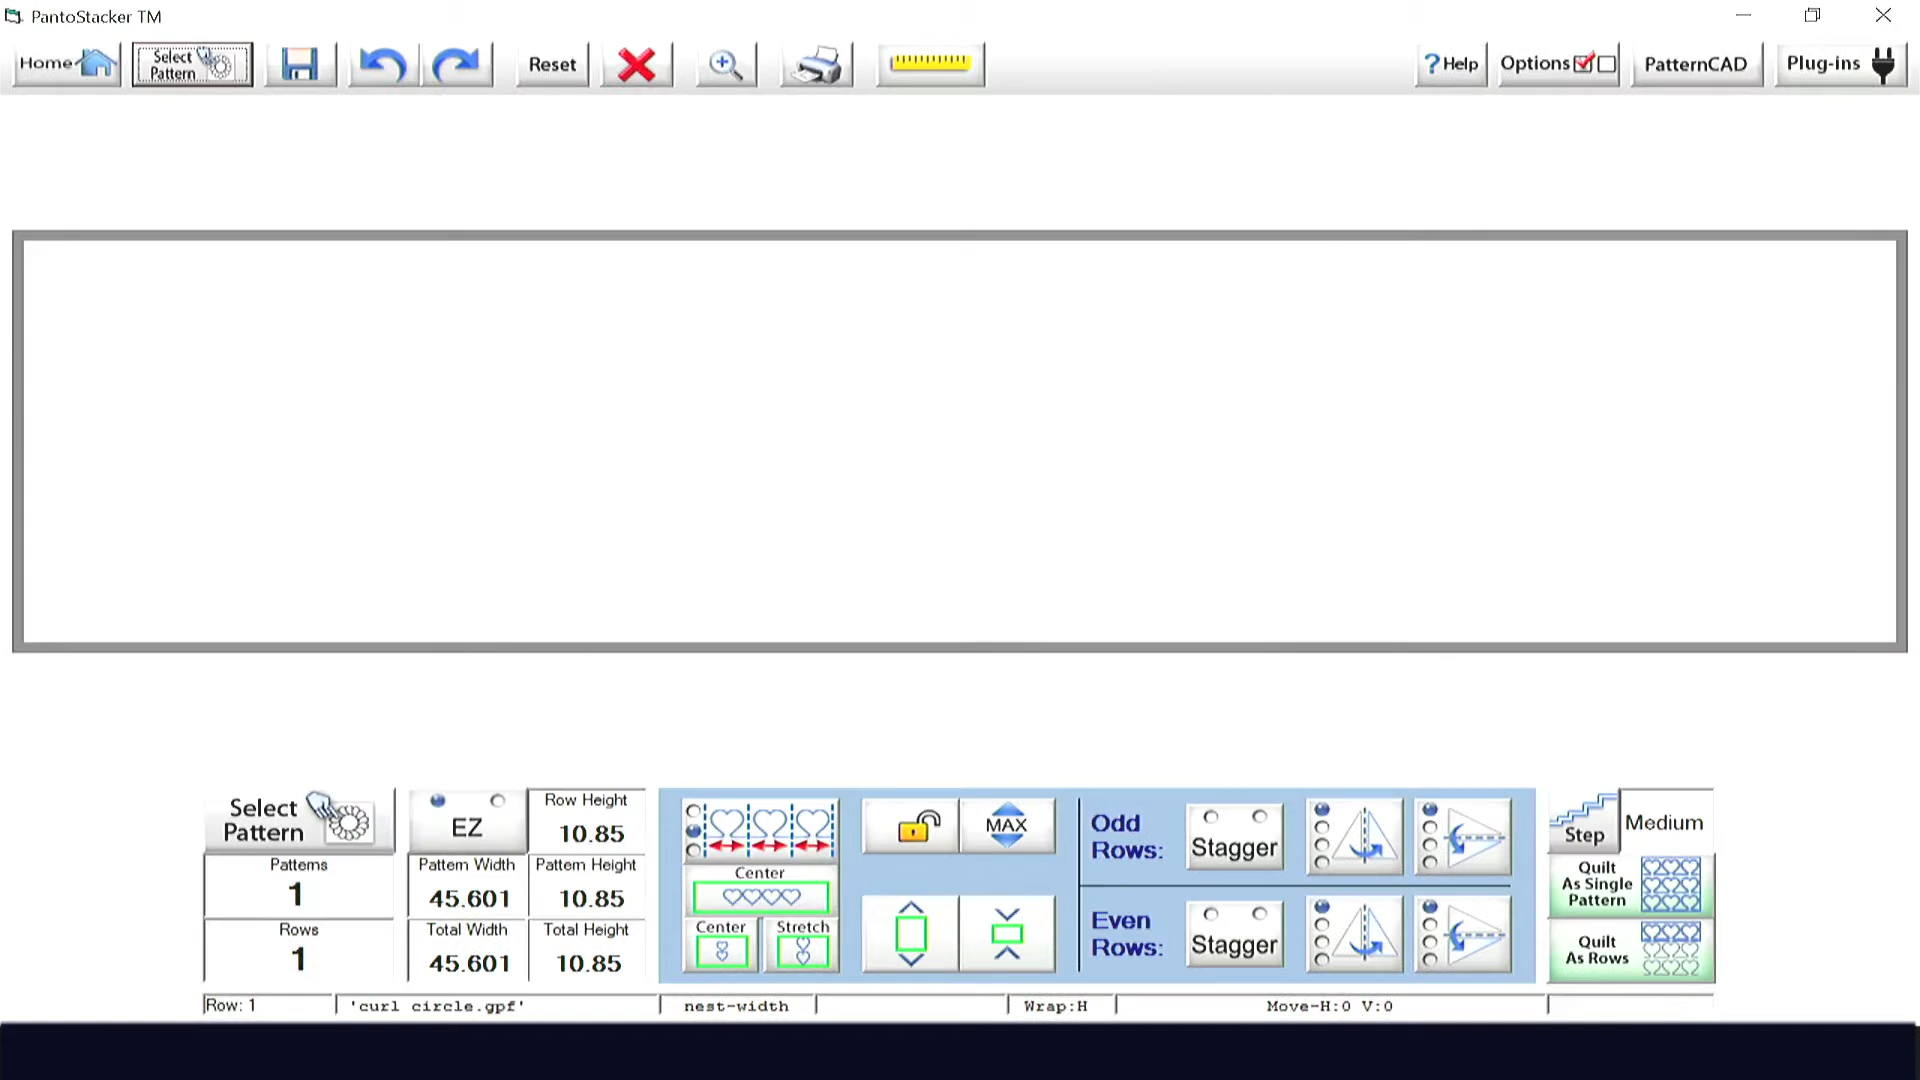 PantoStacker TM
Home
Select
Pattern
Reset
?Help
Options
PatternCAD
Plug-ins
Select
Pattern
EZ
Row Height
10.85
Patterns
1
Pattern Width
45.601
Pattern Height
10.85
Rows
1
Total Width
45.601
Total Height
10.85
Center
Center
Stretch
MAX
Odd
Rows:
Stagger
Even
Rows:
Stagger
Step
Medium
Quilt
As Single
Pattern
Quilt
As Rows
Row: 1
'curl circle.gpf'
nest-width
Wrap:H
Move-H:0 V:0